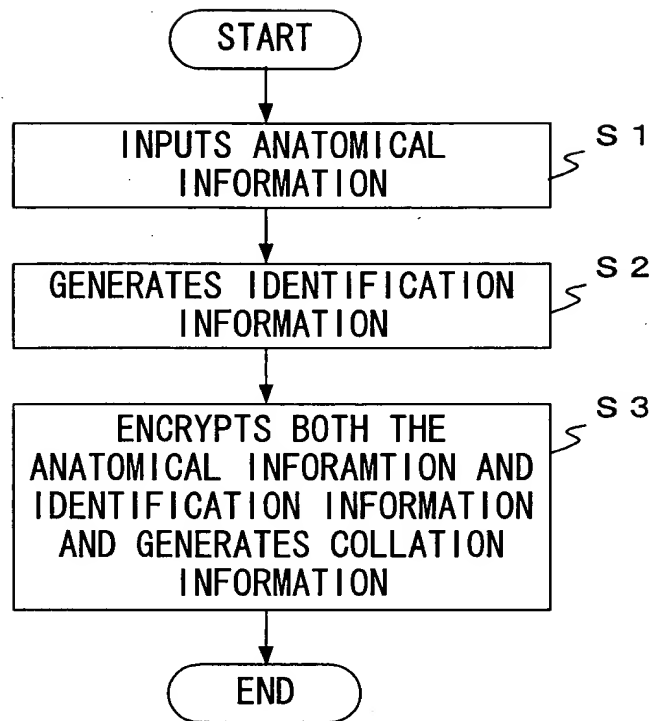 START
INPUTS ANATOMICAL
INFORMATION
S 1
GENERATES IDENTIFICATION
INFORMATION
S 2
ENCRYPTS BOTH THE
ANATOMICAL INFORAMTION AND
IDENTIFICATION INFORMATION
AND GENERATES COLLATION
INFORMATION
S 3
END